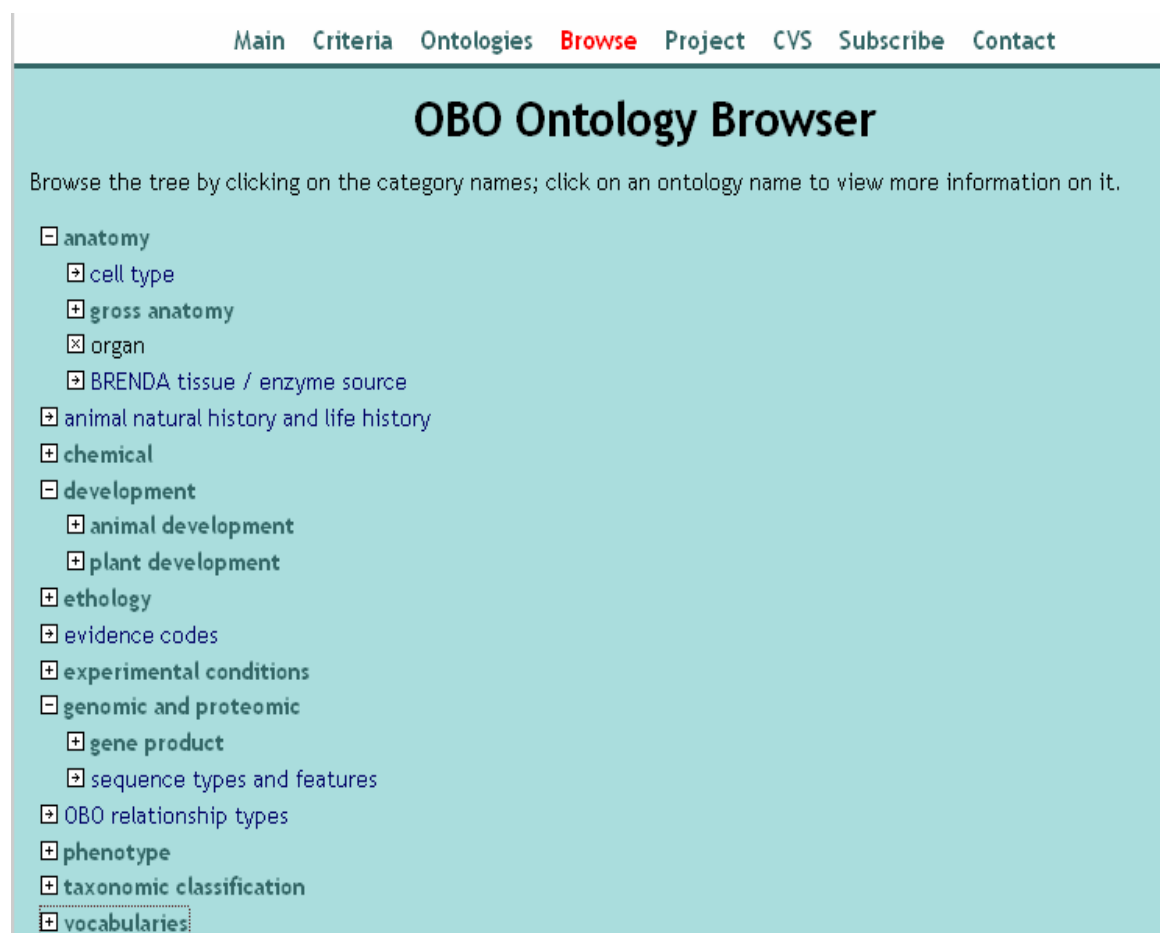 Main Criteria Ontologies Browse Project CVS Subscribe Contact
OBO Ontology Browser
Browse the tree by clicking on the category names; click on an ontology name to view more information on it.
anatomy
cell type
gross anatomy
organ
BRENDA tissue / enzyme source
animal natural history and life history
chemical
development
animal development
plant development
ethology
evidence codes
experimental conditions
genomic and proteomic
gene product
sequence types and features
OBO relationship types
phenotype
taxonomic classification
vocabularies